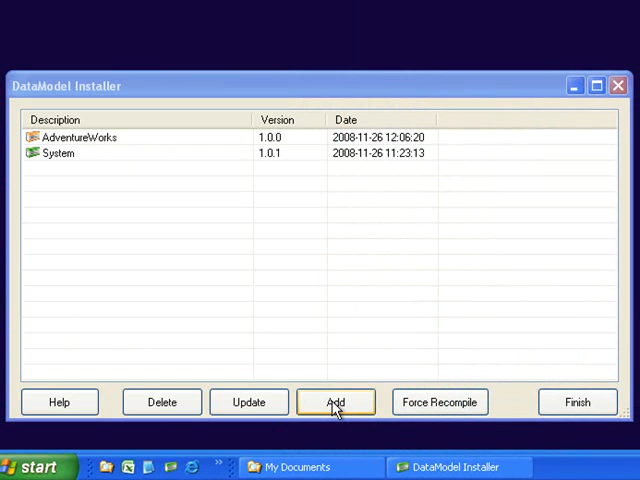 DataModel Installer
Description Version Date
AdventureWorks 1.0.0 2008-11-26 12:06:20
System 1.0.1 2008-11-26 11:23:13
Help Delete Update Add Force Recompile Finish
start » My Documents DataModel Installer